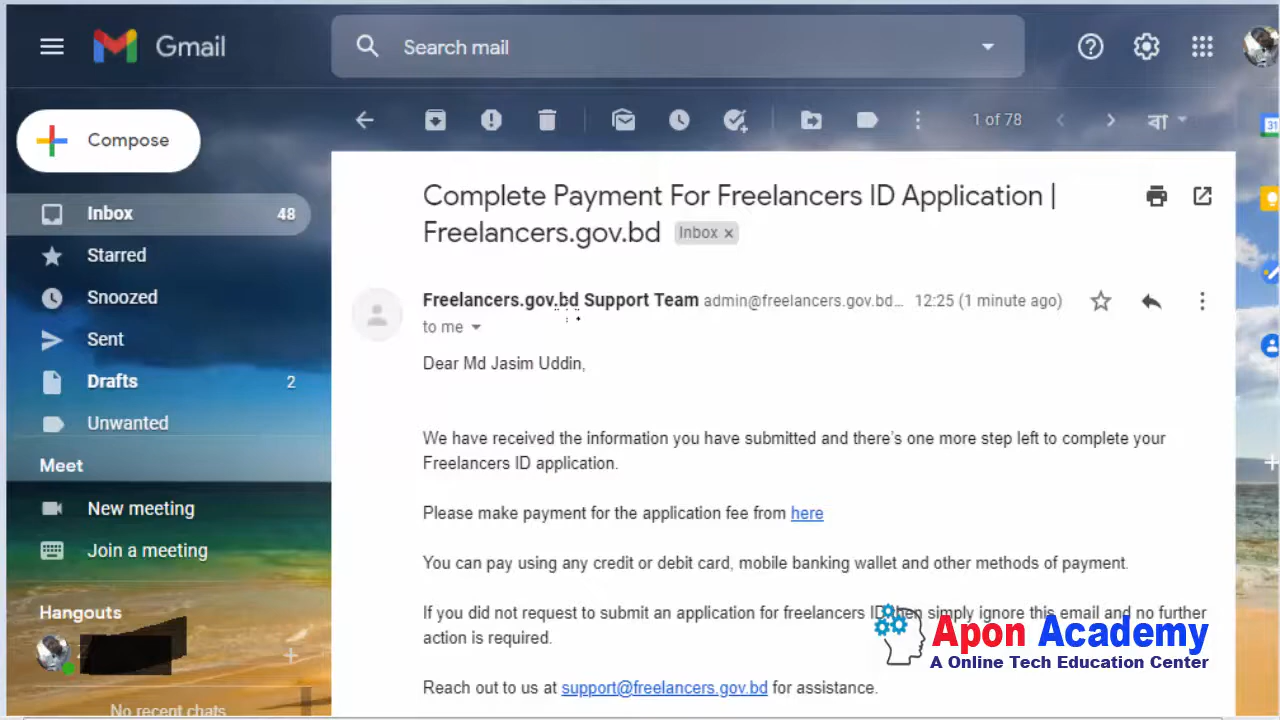 Gmail
Search mail
Compose
1 of 78
বা
31
Inbox 48
Starred
Snoozed
Sent
Drafts 2
Unwanted
Meet
New meeting
Join a meeting
Hangouts
No recent chats
Complete Payment For Freelancers ID Application |
Freelancers.gov.bd Inbox x
Freelancers.gov.bd Support Team admin@freelancers.gov.bd... 12:25 (1 minute ago)
to me
Dear Md Jasim Uddin,
We have received the information you have submitted and there's one more step left to complete your
Freelancers ID application.
Please make payment for the application fee from here
You can pay using any credit or debit card, mobile banking wallet and other methods of payment.
If you did not request to submit an application for freelancers ID then simply ignore this email and no further
action is required.
Reach out to us at support@freelancers.gov.bd for assistance.
Apon Academy
A Online Tech Education Center